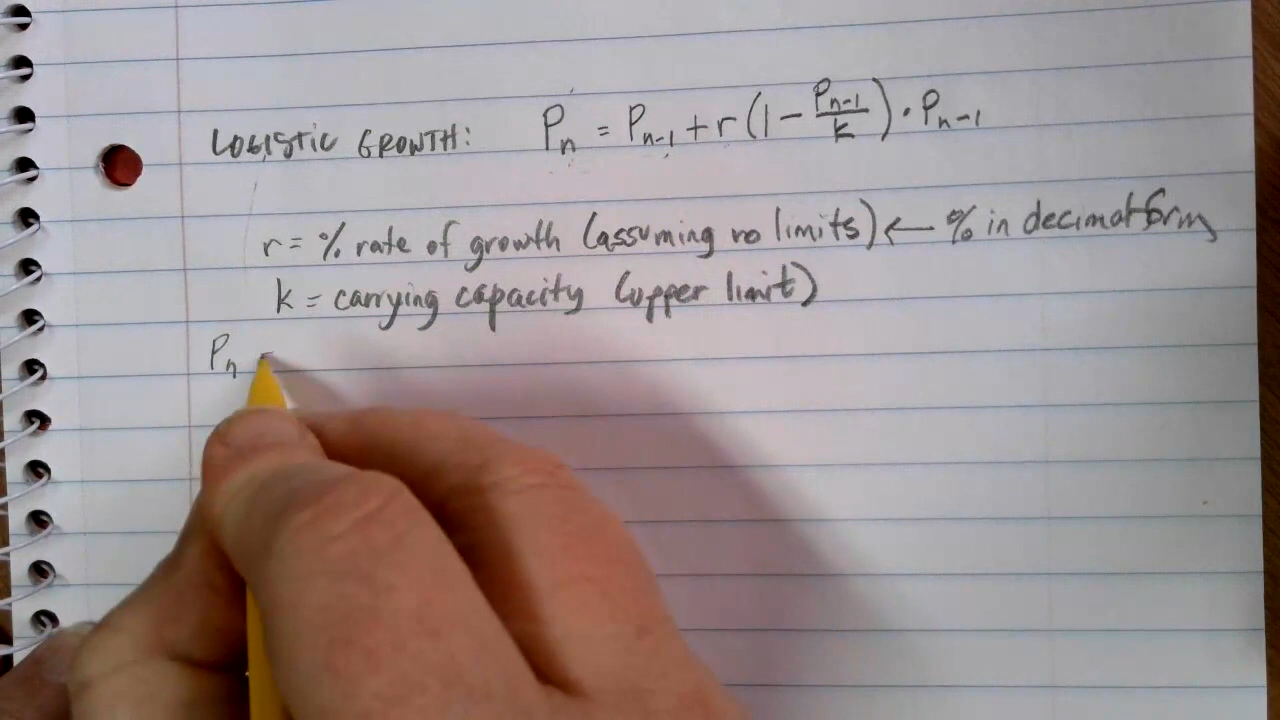 LOGISTIC GROWTH: Pₙ = Pₙ₋₁ + r(1 - Pₙ₋₁/k) · Pₙ₋₁
r = % rate of growth (assuming no limits) ← % in decimal form
k = carrying capacity (upper limit)
Pₙ =